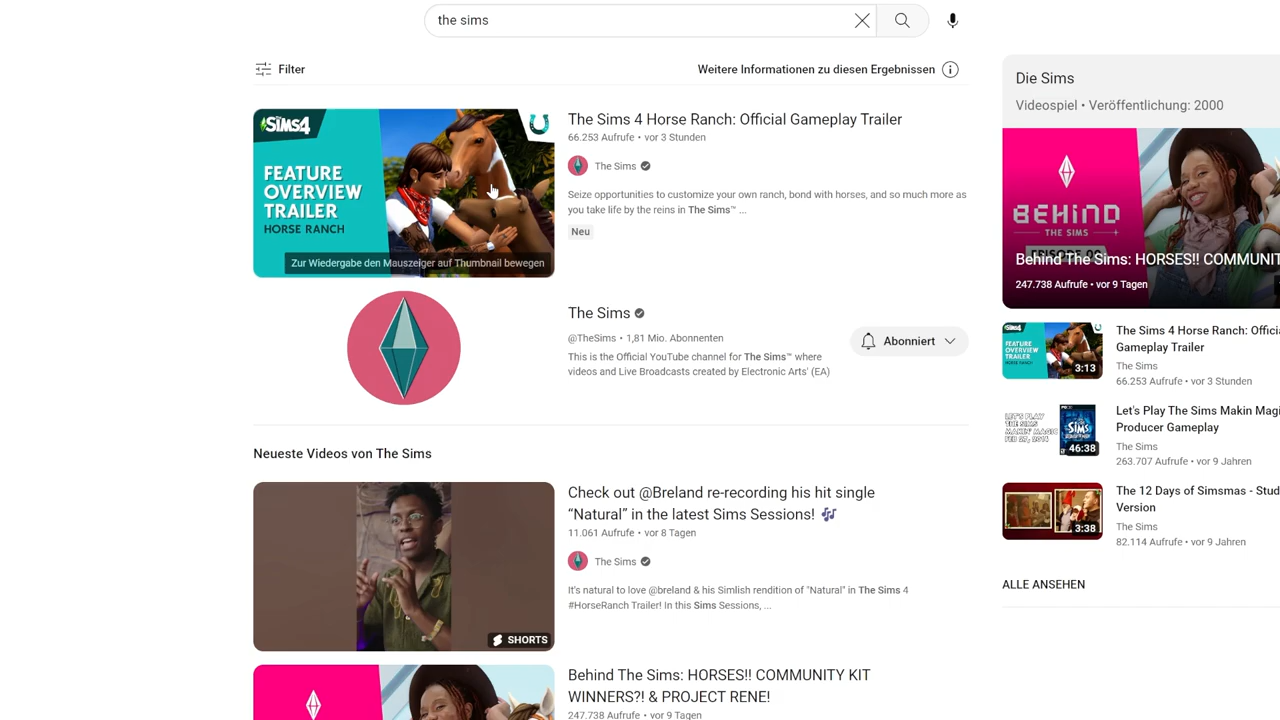 the sims
Filter
Weitere Informationen zu diesen Ergebnissen
SIMS4
FEATURE
OVERVIEW
TRAILER
HORSE RANCH
Zur Wiedergabe den Mauszeiger auf Thumbnail bewegen
The Sims 4 Horse Ranch: Official Gameplay Trailer
66.253 Aufrufe • vor 3 Stunden
The Sims
Seize opportunities to customize your own ranch, bond with horses, and so much more as
you take life by the reins in The Sims™ ...
Neu
The Sims
@TheSims • 1,81 Mio. Abonnenten
This is the Official YouTube channel for The Sims™ where
videos and Live Broadcasts created by Electronic Arts' (EA)
Abonniert
Neueste Videos von The Sims
SHORTS
Check out @Breland re-recording his hit single
“Natural” in the latest Sims Sessions! 🎶
11.061 Aufrufe • vor 8 Tagen
The Sims
It's natural to love @breland & his Simlish rendition of "Natural" in The Sims 4
#HorseRanch Trailer! In this Sims Sessions, ...
Behind The Sims: HORSES!! COMMUNITY KIT
WINNERS?! & PROJECT RENE!
247.738 Aufrufe • vor 9 Tagen
Die Sims
Videospiel • Veröffentlichung: 2000
BEHIND
THE SIMS
Behind The Sims: HORSES!! COMMUNIT
247.738 Aufrufe • vor 9 Tagen
FEATURE
OVERVIEW
TRAILER
3:13
The Sims 4 Horse Ranch: Offici
Gameplay Trailer
The Sims
66.253 Aufrufe • vor 3 Stunden
LET'S PLAY
THE SIMS
MAKIN' MAGIC
46:38
Let's Play The Sims Makin Magi
Producer Gameplay
The Sims
263.707 Aufrufe • vor 9 Jahren
3:38
The 12 Days of Simsmas - Stud
Version
The Sims
82.114 Aufrufe • vor 9 Jahren
ALLE ANSEHEN